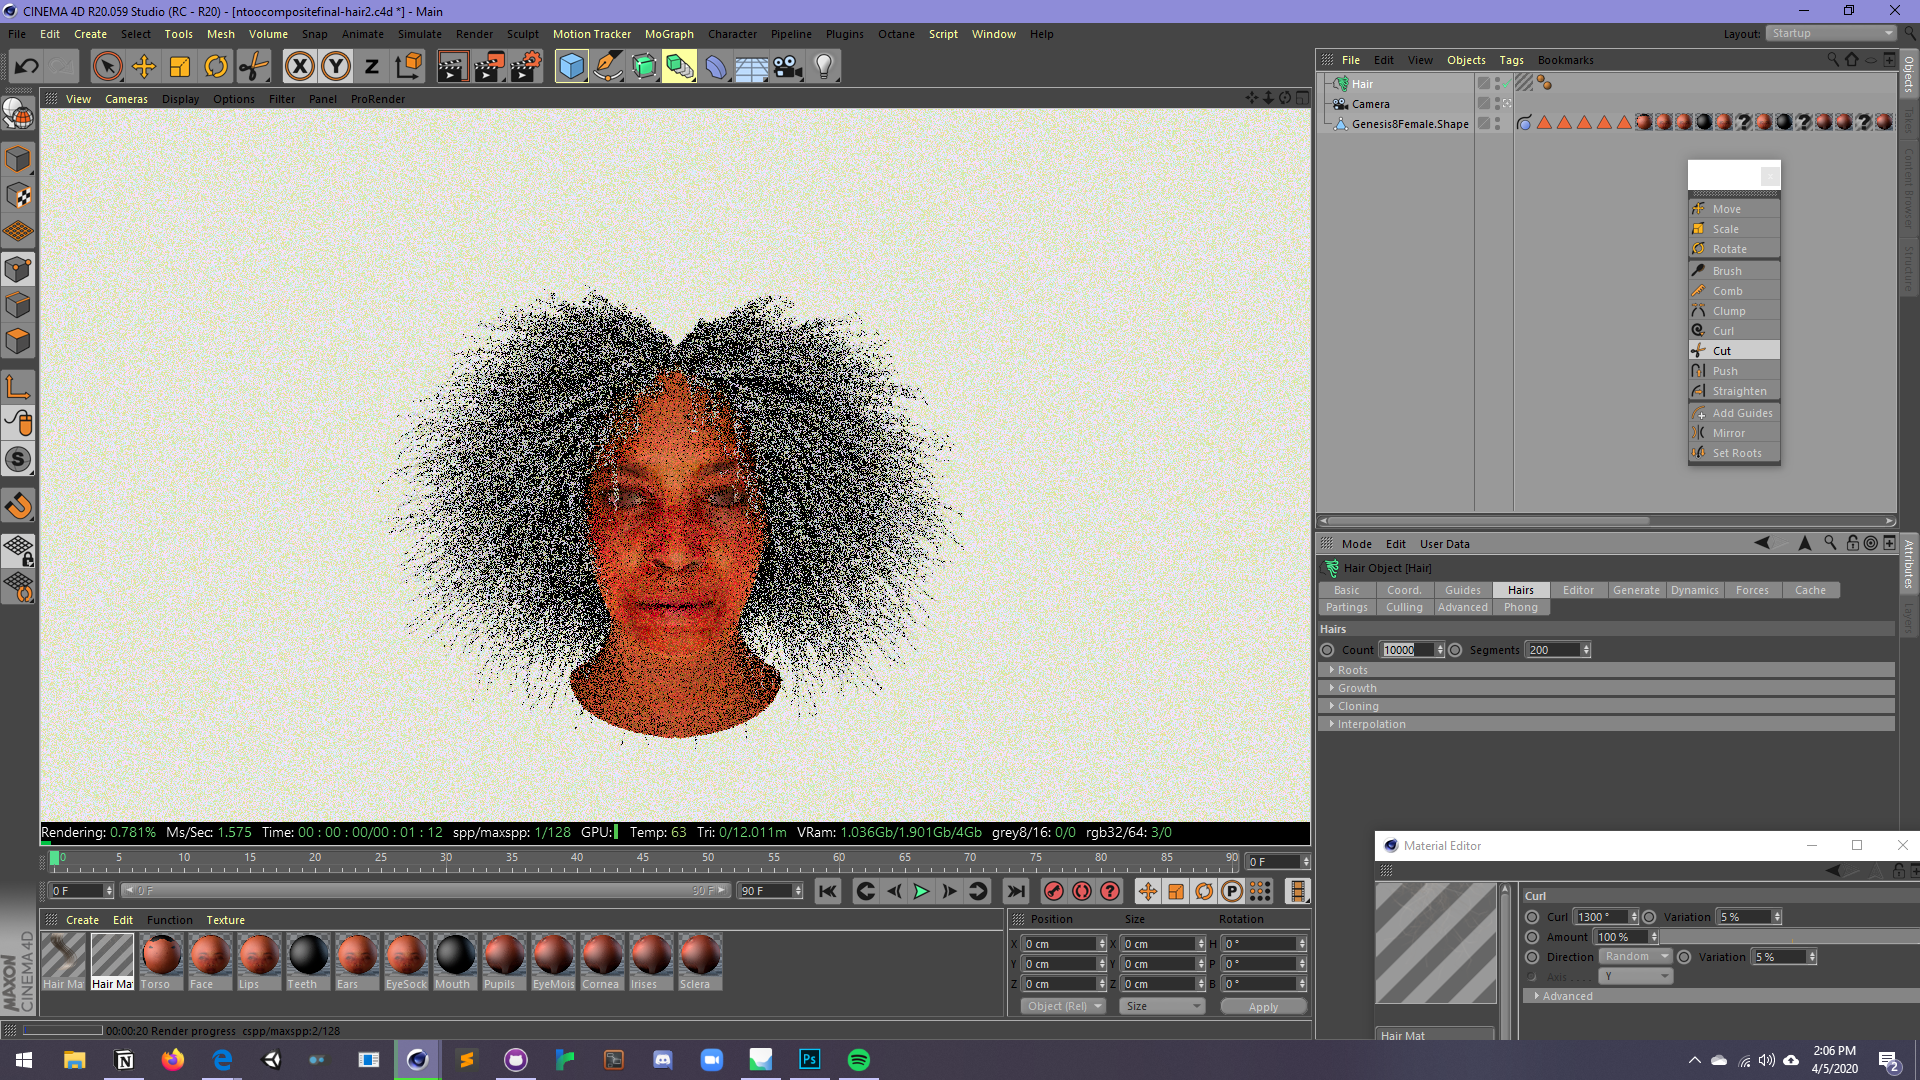 CINEMA 4D R20.059 Studio (RC - R20) - [ntoocompositefinal-hair2.c4d *] - Main
File Edit Create Select Tools Mesh Volume Snap Animate Simulate Render Sculpt Motion Tracker MoGraph Character Pipeline Plugins Octane Script Window Help
Layout: Startup
X Y Z
View Cameras Display Options Filter Panel ProRender
File Edit View Objects Tags Bookmarks
Hair
Camera
Genesis8Female.Shape
Objects
Takes
Content Browser
Structure
Move
Scale
Rotate
Brush
Comb
Clump
Curl
Cut
Push
Straighten
Add Guides
Mirror
Set Roots
Mode Edit User Data
Attributes
Layers
Hair Object [Hair]
Basic Coord. Guides Hairs Editor Generate Dynamics Forces Cache
Partings Culling Advanced Phong
Hairs
Count 10000 Segments 200
Roots
Growth
Cloning
Interpolation
Rendering: 0.781% Ms/Sec: 1.575 Time: 00 : 00 : 00/00 : 01 : 12 spp/maxspp: 1/128 GPU: Temp: 63 Tri: 0/12.011m VRam: 1.036Gb/1.901Gb/4Gb grey8/16: 0/0 rgb32/64: 3/0
0 5 10 15 20 25 30 35 40 45 50 55 60 65 70 75 80 85 90 0 F
0 F 0 F 90 F 90 F
Create Edit Function Texture
Hair Ma Hair Ma Torso Face Lips Teeth Ears EyeSock Mouth Pupils EyeMois Cornea Irises Sclera
Position Size Rotation
X 0 cm X 0 cm H 0 °
Y 0 cm Y 0 cm P 0 °
Z 0 cm Z 0 cm B 0 °
Object (Rel) Size Apply
MAXON
CINEMA 4D
Material Editor
Curl
Curl 1300 ° Variation 5 %
Amount 100 %
Direction Random Variation 5 %
Axis Y
Advanced
Hair Mat
00:00:20 Render progress cspp/maxspp:2/128
Ps
2:06 PM
4/5/2020
2